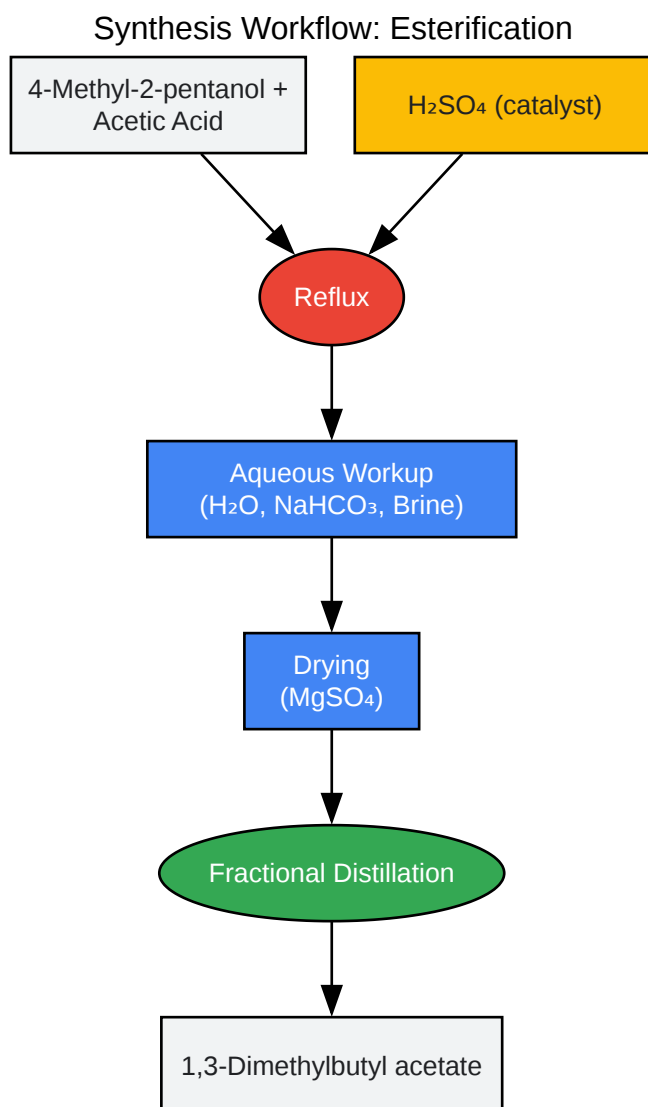 Synthesis Workflow: Esterification
4-Methyl-2-pentanol +
Acetic Acid
H₂SO₄ (catalyst)
Reflux
Aqueous Workup
(H₂O, NaHCO₃, Brine)
Drying
(MgSO₄)
Fractional Distillation
1,3-Dimethylbutyl acetate